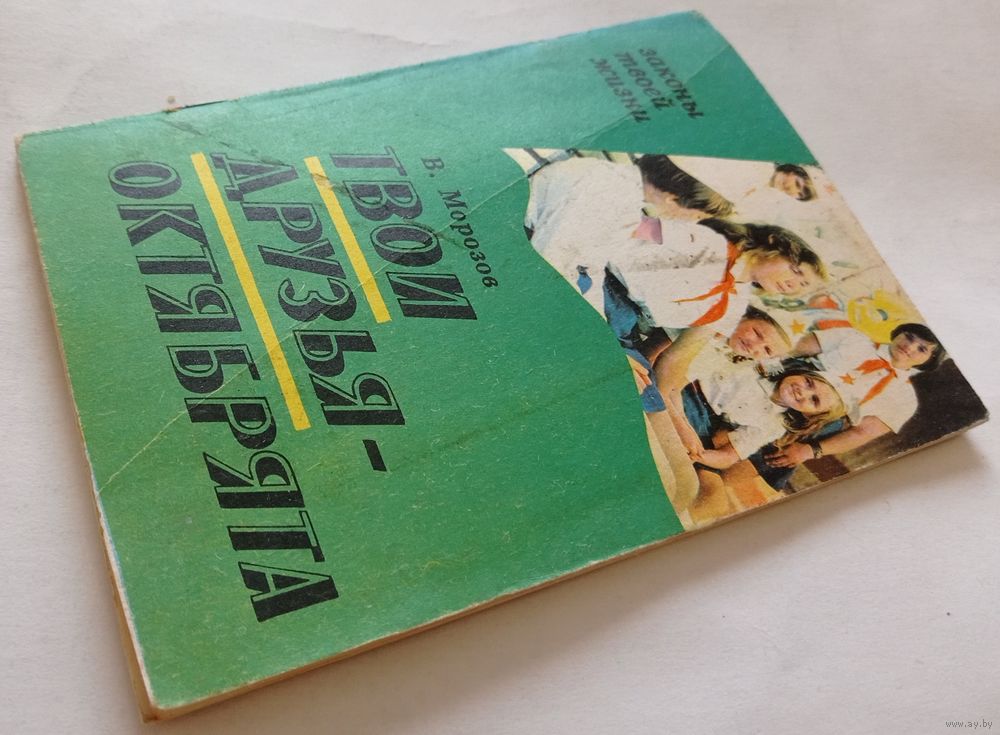 законы
твоей
жизни
В. Морозов
ТВОИ
ДРУЗЬЯ-
ОКТЯБРЯТА
www.ay.by